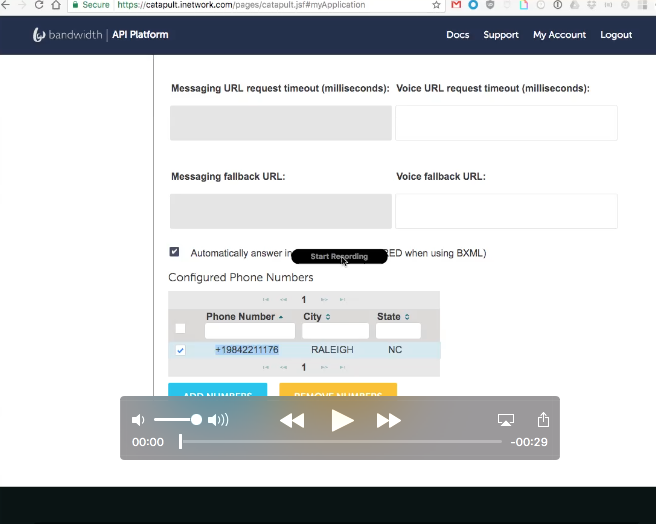 Secure https://catapult.inetwork.com/pages/catapult.jsf#myApplication
bandwidth | API Platform Docs Support My Account Logout
Messaging URL request timeout (milliseconds): Voice URL request timeout (milliseconds):
Messaging fallback URL: Voice fallback URL:
Automatically answer in Start Recording RED when using BXML)
Configured Phone Numbers
1
Phone Number City State
+19842211176 RALEIGH NC
1
ADD NUMBERS REMOVE NUMBERS
00:00 -00:29